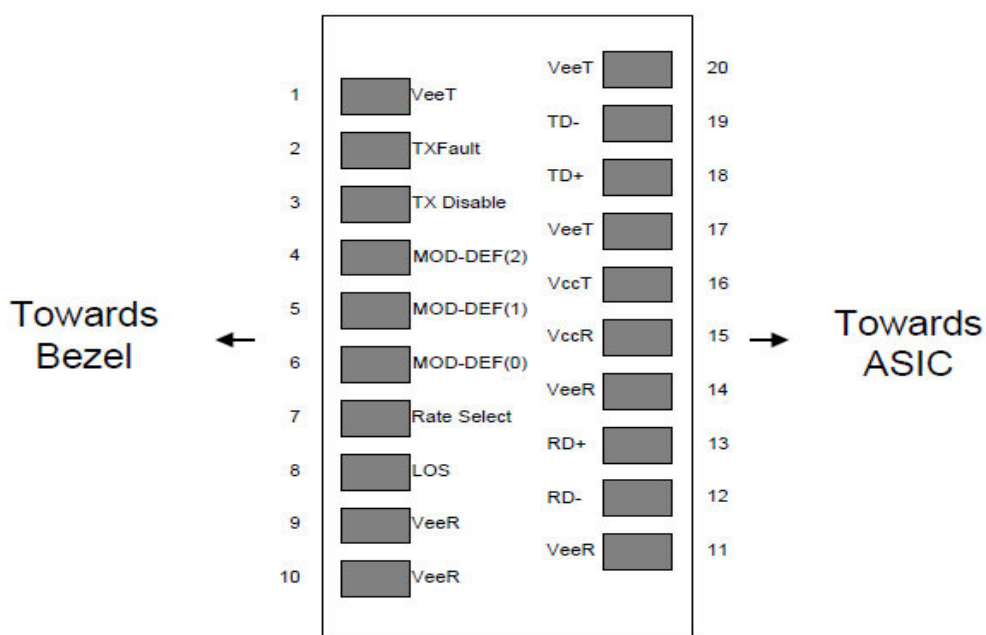 1 VeeT
2 TXFault
3 TX Disable
4 MOD-DEF(2)
5 MOD-DEF(1)
6 MOD-DEF(0)
7 Rate Select
8 LOS
9 VeeR
10 VeeR
VeeT 20
TD- 19
TD+ 18
VeeT 17
VccT 16
VccR 15
VeeR 14
RD+ 13
RD- 12
VeeR 11
Towards
Bezel
Towards
ASIC